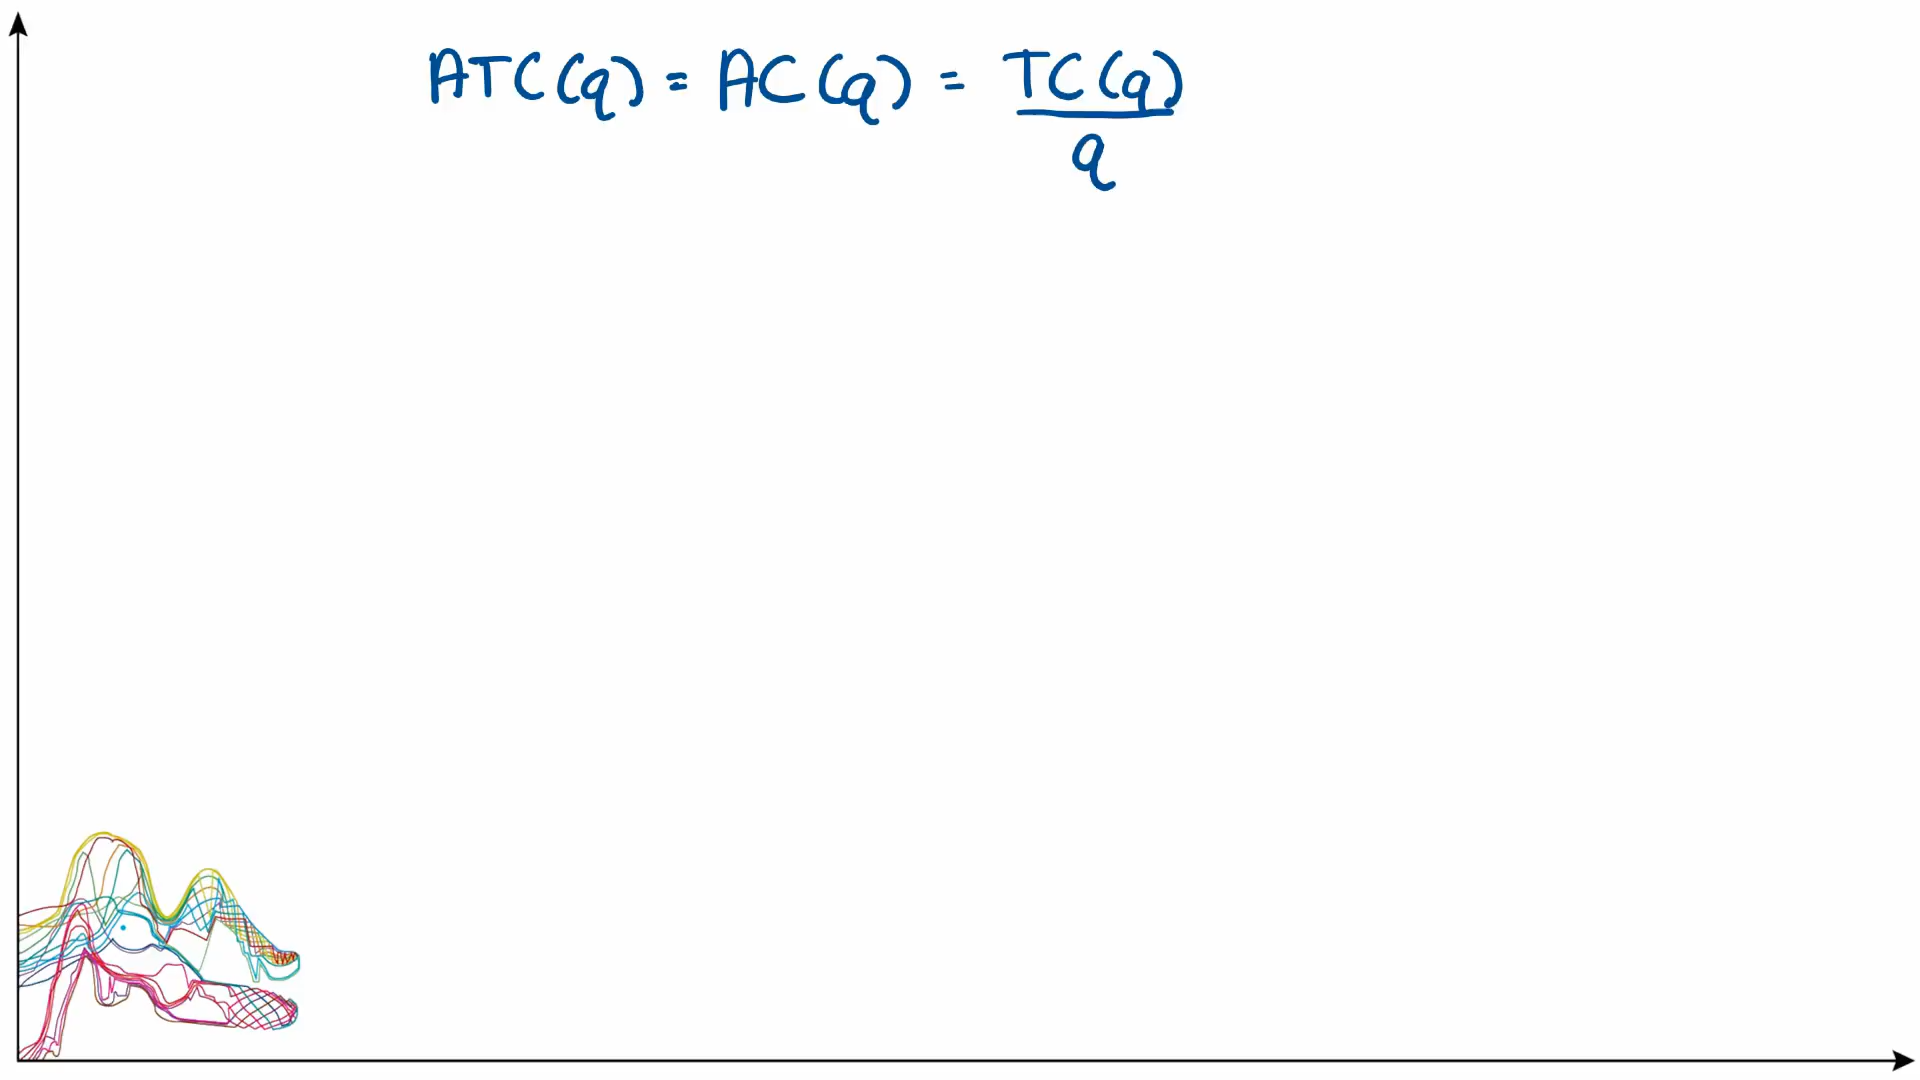 ATC(q) = AC(q) = TC(q)
q